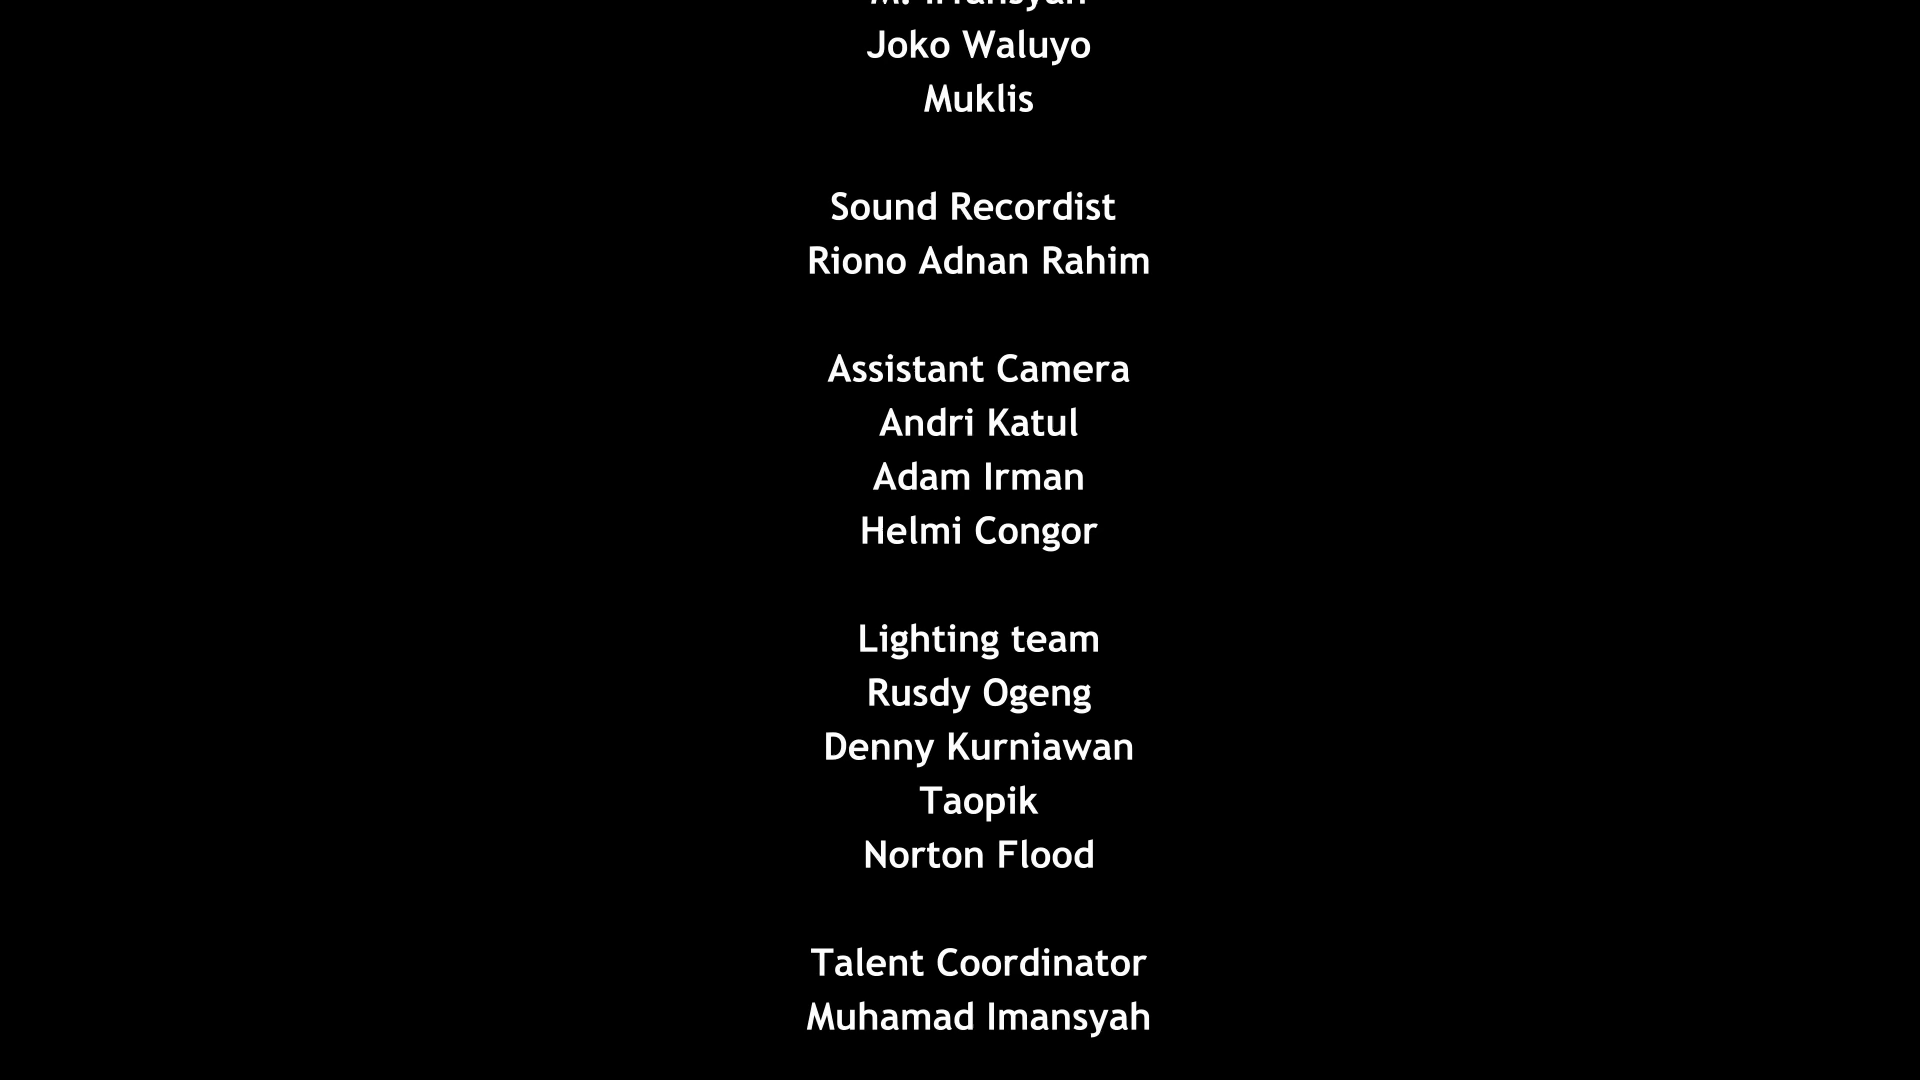 Joko Waluyo
Muklis
Sound Recordist
Riono Adnan Rahim
Assistant Camera
Andri Katul
Adam Irman
Helmi Congor
Lighting team
Rusdy Ogeng
Denny Kurniawan
Taopik
Norton Flood
Talent Coordinator
Muhamad Imansyah